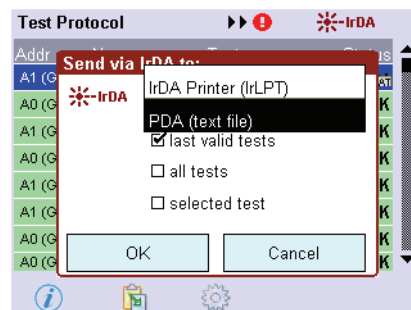 Test Protocol IrDA
Addr Status
Send via IrDA to:
A1 (G
IrDA IrDA Printer (IrLPT)
A0 (G K
PDA (text file)
A1 (G last valid tests K
A0 (G all tests K
A1 (G K
A1 (G selected test K
A0 (G OK Cancel K
A0 (G K